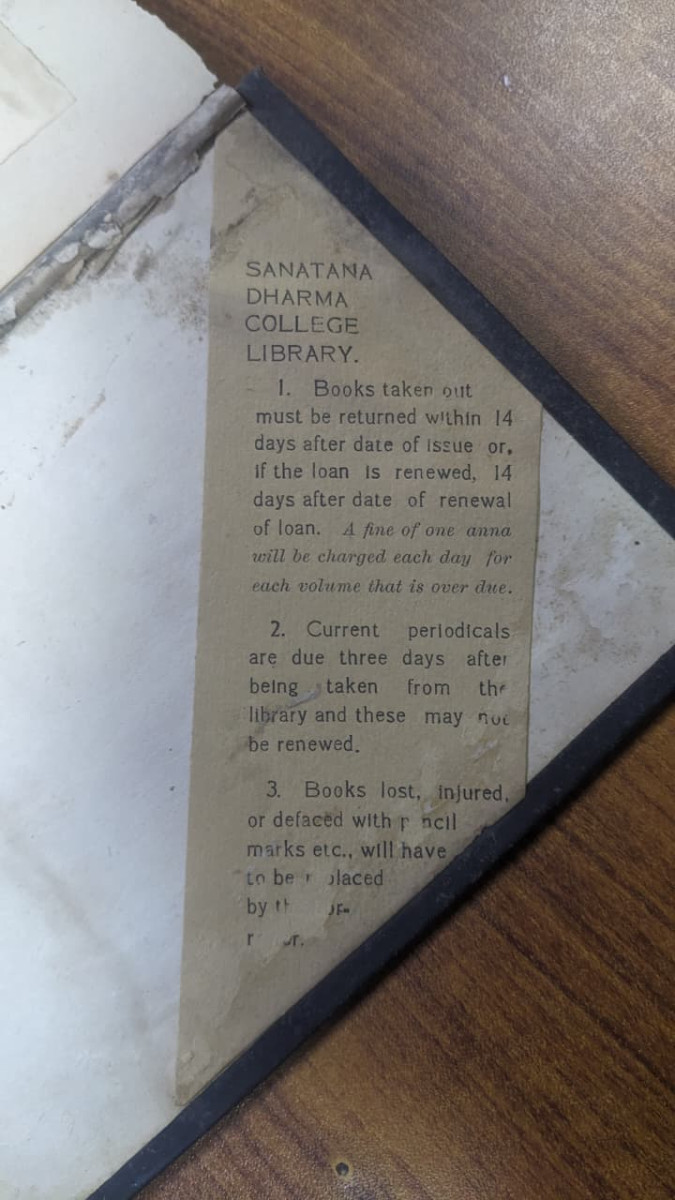 SANATANA
DHARMA
COLLEGE
LIBRARY.
1. Books taken out
must be returned within 14
days after date of issue or,
if the loan is renewed, 14
days after date of renewal
of loan. A fine of one anna
will be charged each day for
each volume that is over due.
2. Current periodicals
are due three days after
being taken from the
library and these may not
be renewed.
3. Books lost, injured,
or defaced with pencil
marks etc., will have
to be replaced
by